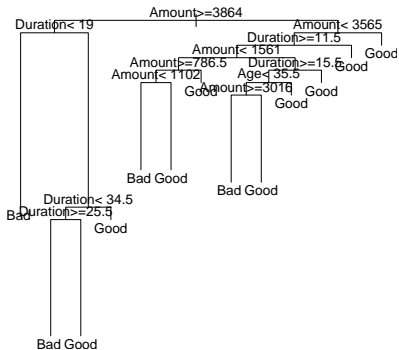 Amount>=3864
Duration< 19
Amount< 3565
Duration>=11.5
Good
Amount< 1561
Good
Amount>=786.5
Duration>=15.5
Amount< 1102
Good
Age< 35.5
Good
Amount>=3016
Good
Bad Good
Bad Good
Bad
Duration< 34.5
Duration>=25.5
Good
Bad Good